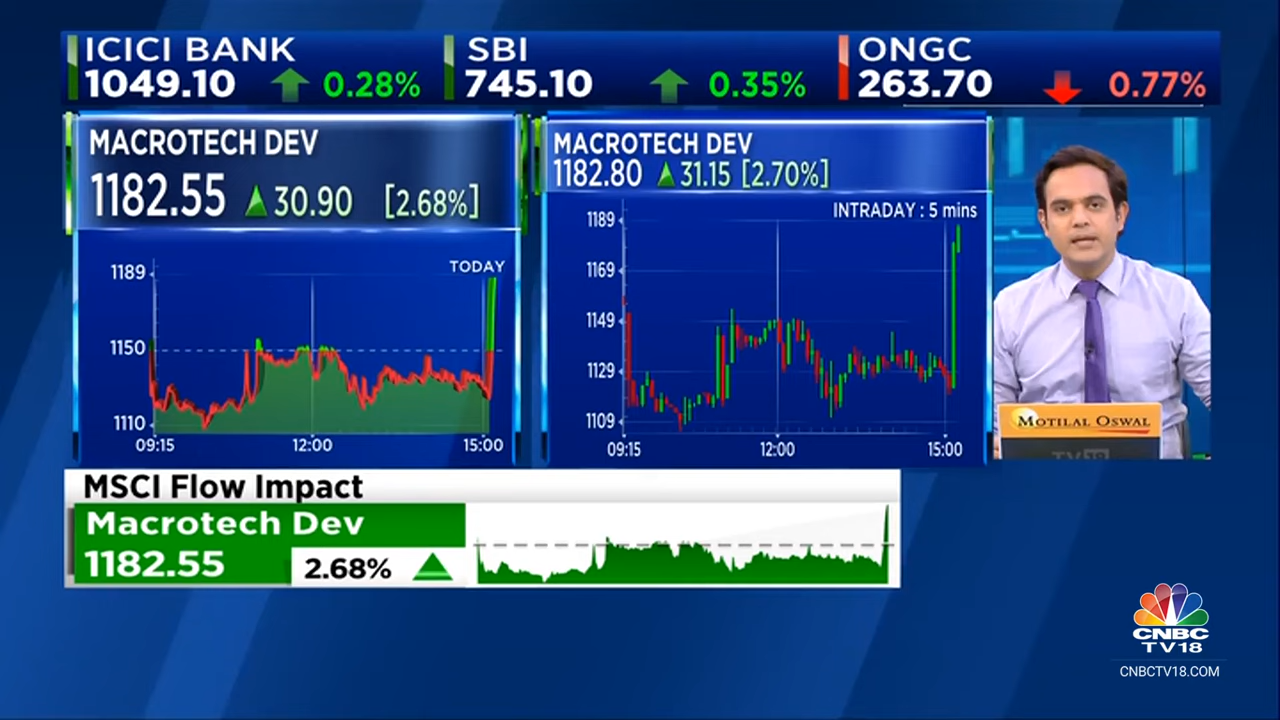 ICICI BANK
1049.10 0.28%
SBI
745.10 0.35%
ONGC
263.70 0.77%
MACROTECH DEV
1182.55 30.90 [2.68%]
TODAY
1189
1150
1110
09:15 12:00 15:00
MACROTECH DEV
1182.80 31.15 [2.70%]
INTRADAY : 5 mins
1189
1169
1149
1129
1109
09:15 12:00 15:00
MOTILAL OSWAL
TV18
MSCI Flow Impact
Macrotech Dev
1182.55 2.68%
CNBC
TV18
CNBCTV18.COM